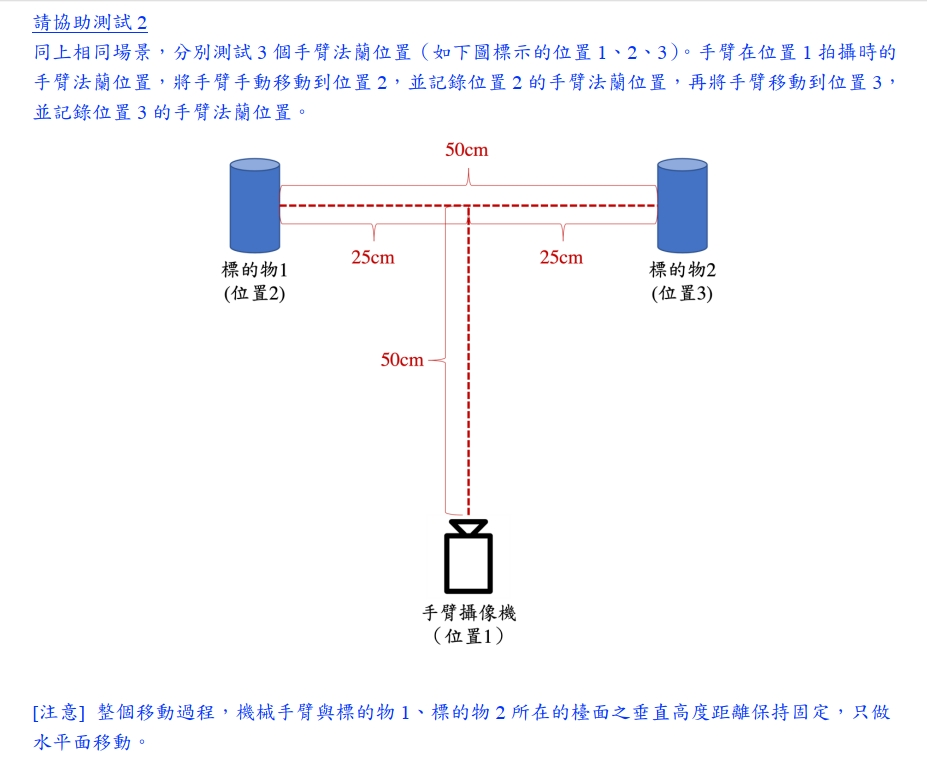 請協助測試 2
同上相同場景，分別測試 3 個手臂法蘭位置（如下圖標示的位置 1、2、3）。手臂在位置 1 拍攝時的
手臂法蘭位置，將手臂手動移動到位置 2，並記錄位置 2 的手臂法蘭位置，再將手臂移動到位置 3，
並記錄位置 3 的手臂法蘭位置。
50cm
25cm
25cm
標的物1
(位置2)
標的物2
(位置3)
50cm
手臂攝像機
（位置1）
[注意] 整個移動過程，機械手臂與標的物 1、標的物 2 所在的檯面之垂直高度距離保持固定，只做
水平面移動。